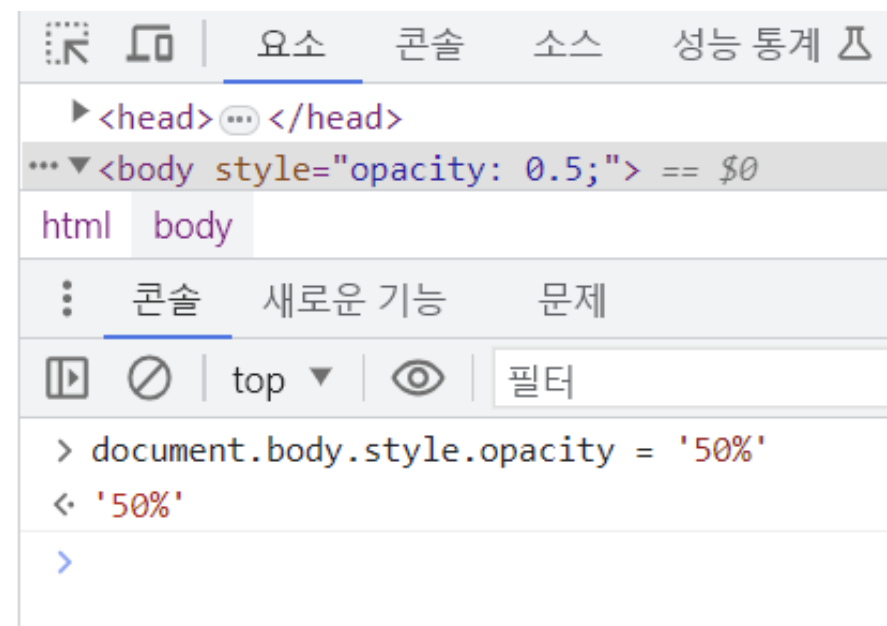 요소 콘솔 소스 성능 통계
<head>…</head>
… <body style="opacity: 0.5;"> == $0
html body
콘솔 새로운 기능 문제
top 필터
> document.body.style.opacity = '50%'
<· '50%'
>